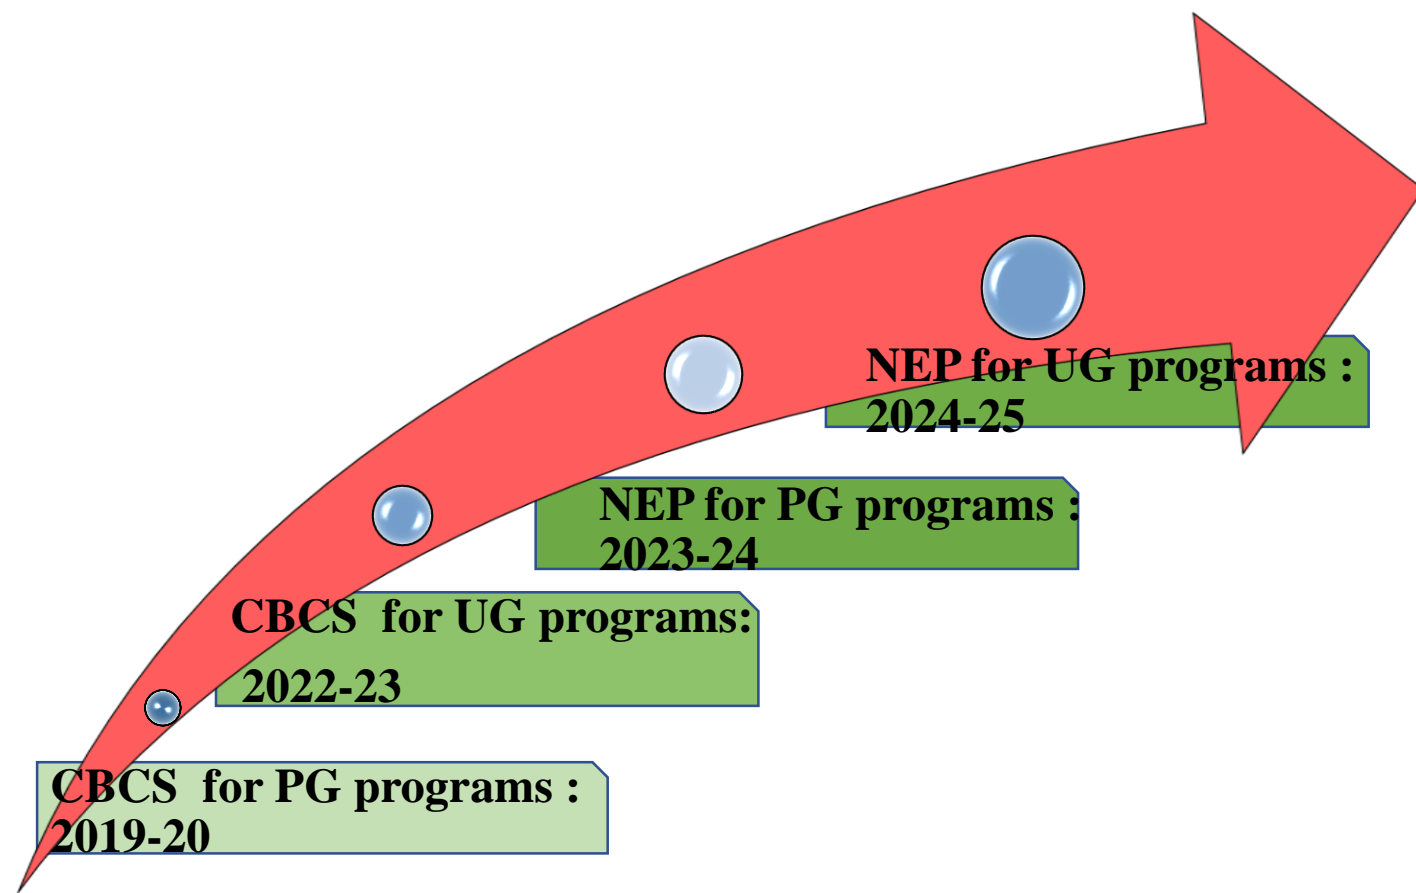 NEP for UG programs :
2024-25
NEP for PG programs :
2023-24
CBCS for UG programs:
2022-23
CBCS for PG programs :
2019-20